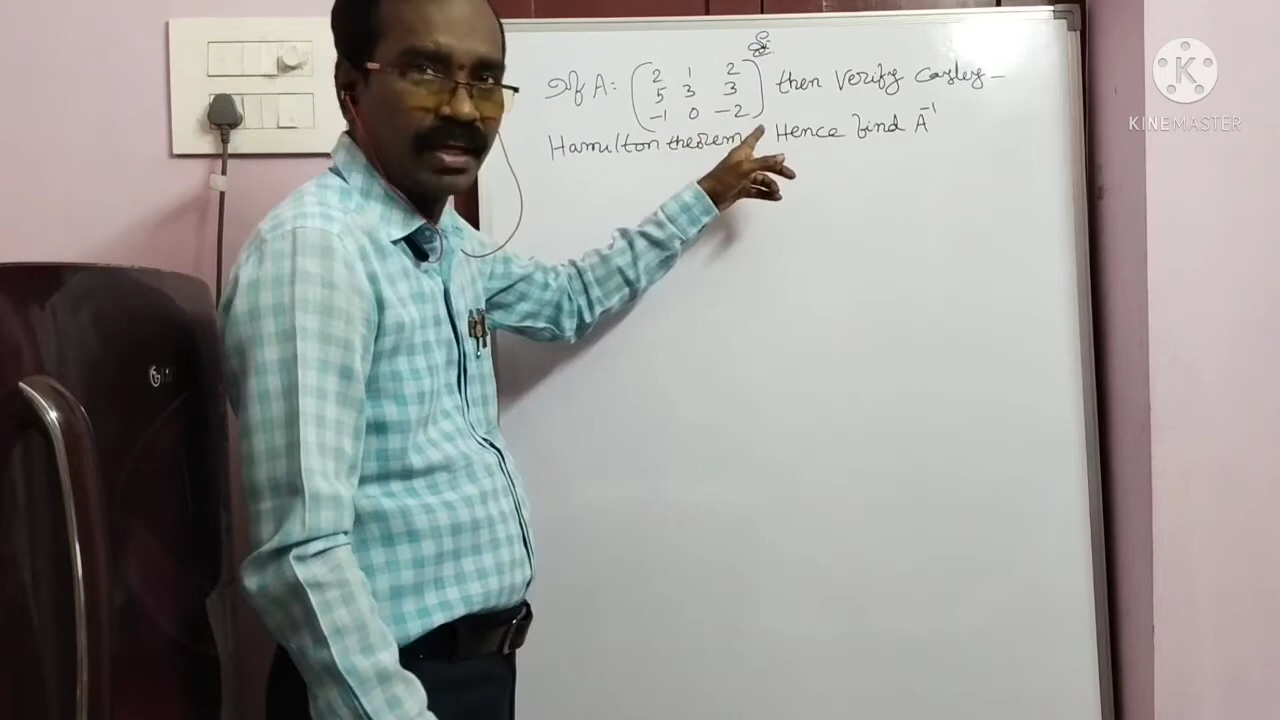 If A = (2 1 2
5 3 3
-1 0 -2) then Verify Cayley-
Hamilton theorem. Hence find A⁻¹
KINEMASTER
LG